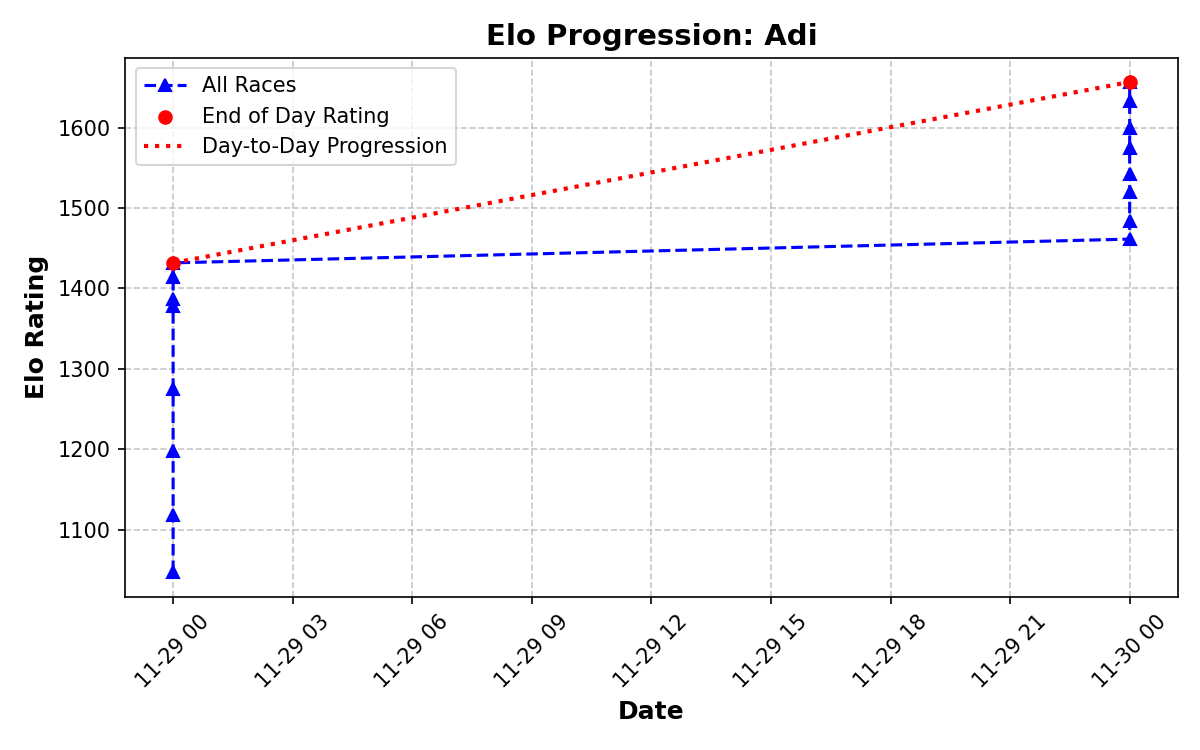 Elo Progression: Adi
All Races
End of Day Rating
Day-to-Day Progression
Elo Rating
1600
1500
1400
1300
1200
1100
11-29 00
11-29 03
11-29 06
11-29 09
11-29 12
11-29 15
11-29 18
11-29 21
11-30 00
Date